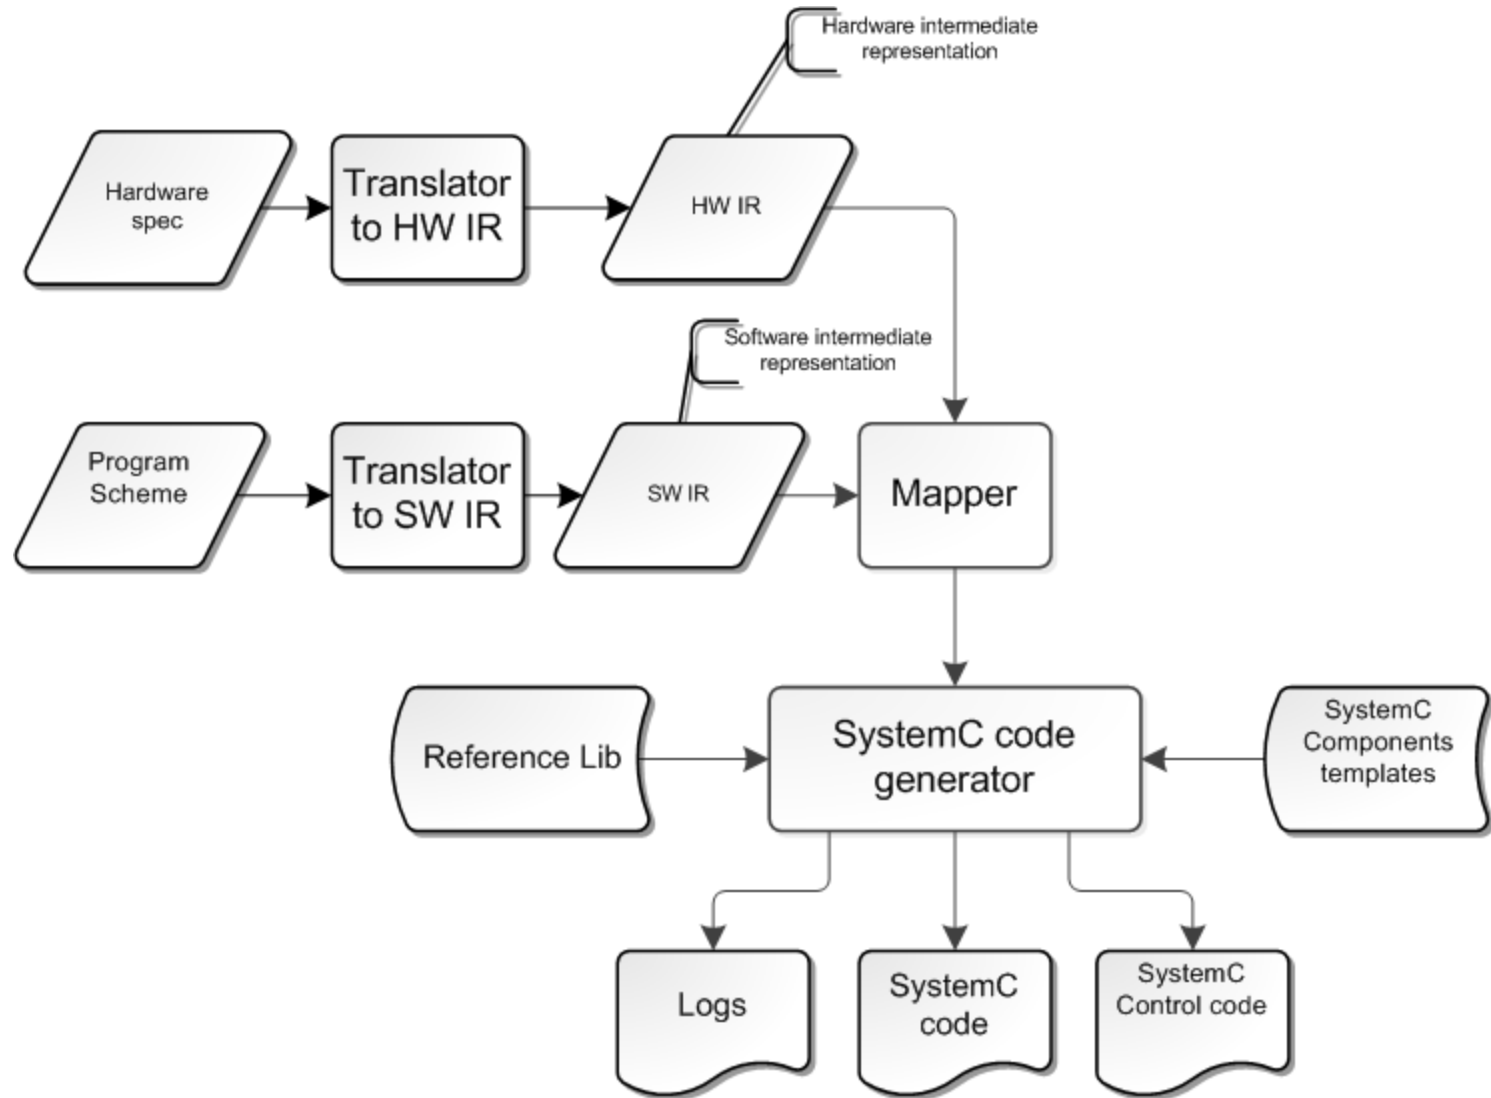 Hardware intermediate
representation
Hardware
spec
Translator
to HW IR
HW IR
Software intermediate
representation
Program
Scheme
Translator
to SW IR
SW IR
Mapper
Reference Lib
SystemC code
generator
SystemC
Components
templates
Logs
SystemC
code
SystemC
Control code